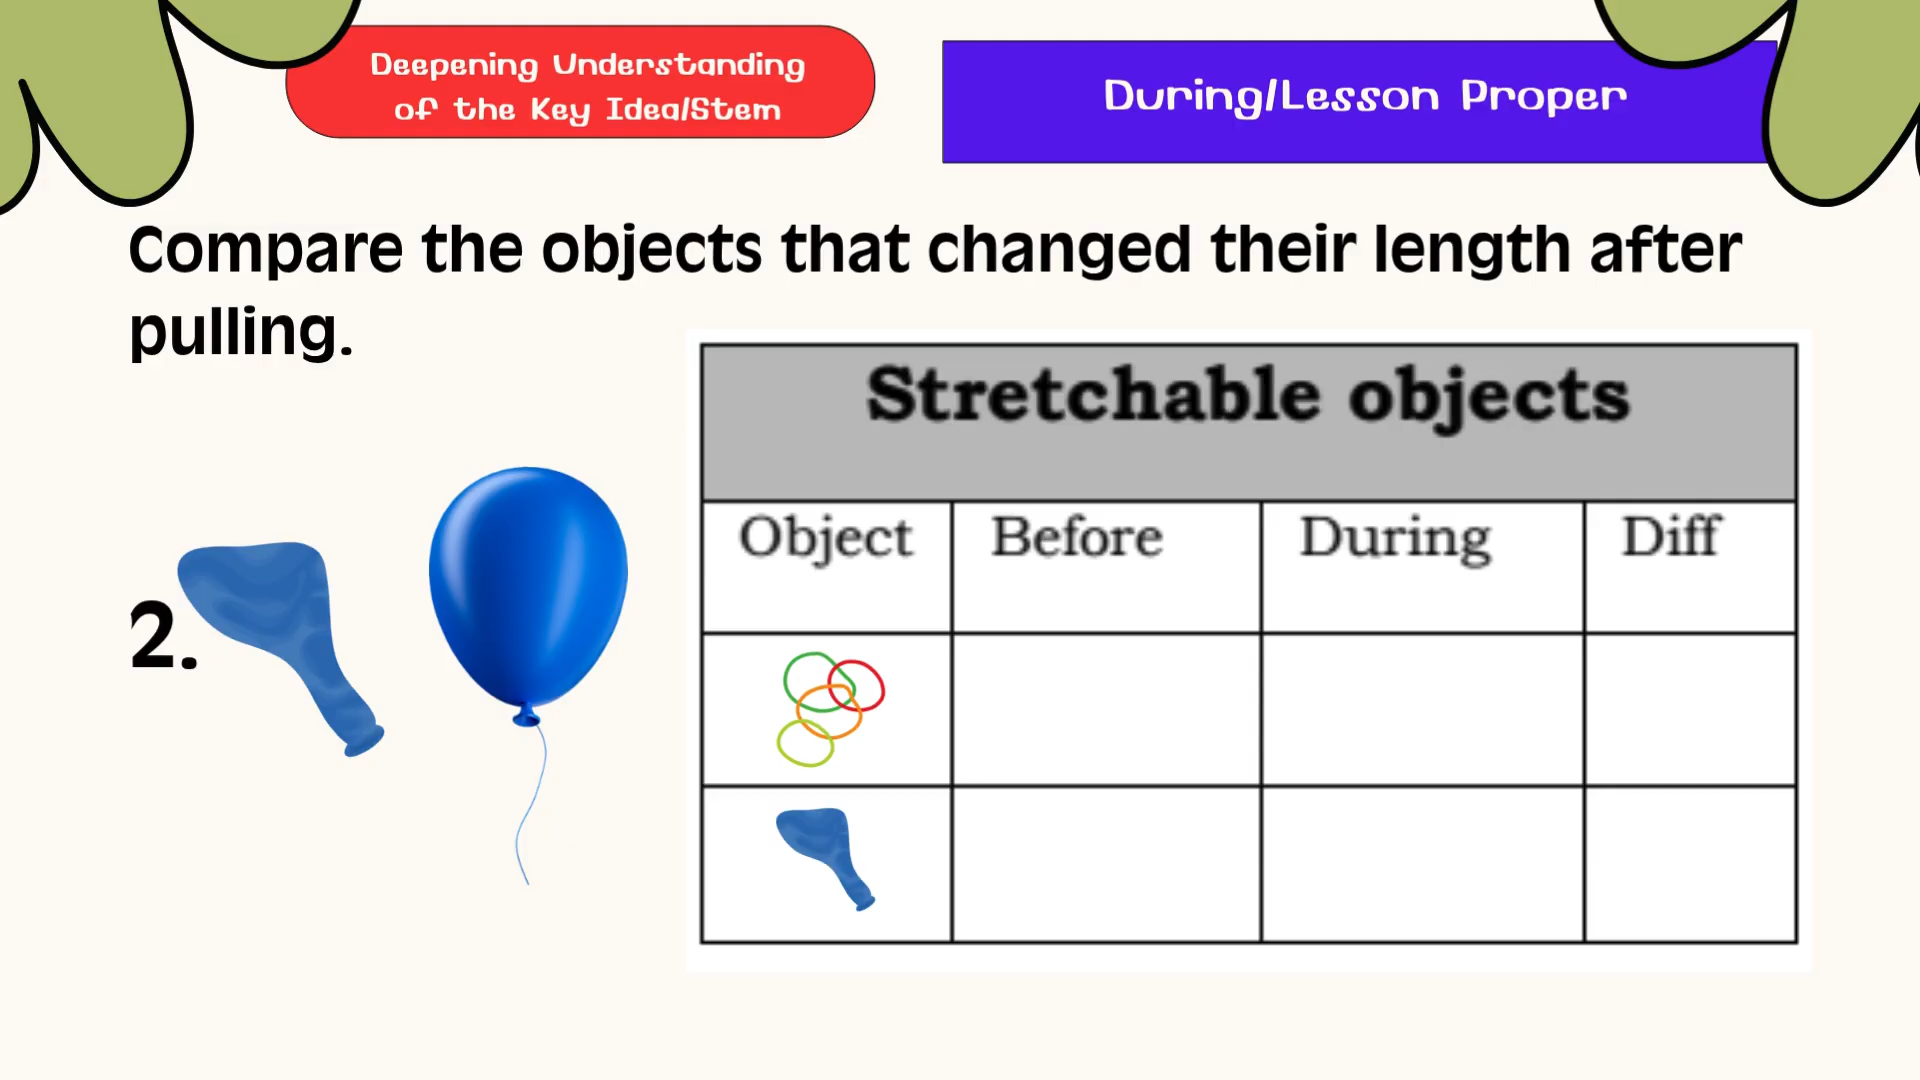 Deepening Understanding
of the Key Idea/Stem
During/Lesson Proper
Compare the objects that changed their length after
pulling.
2.
Stretchable objects
Object Before During Diff